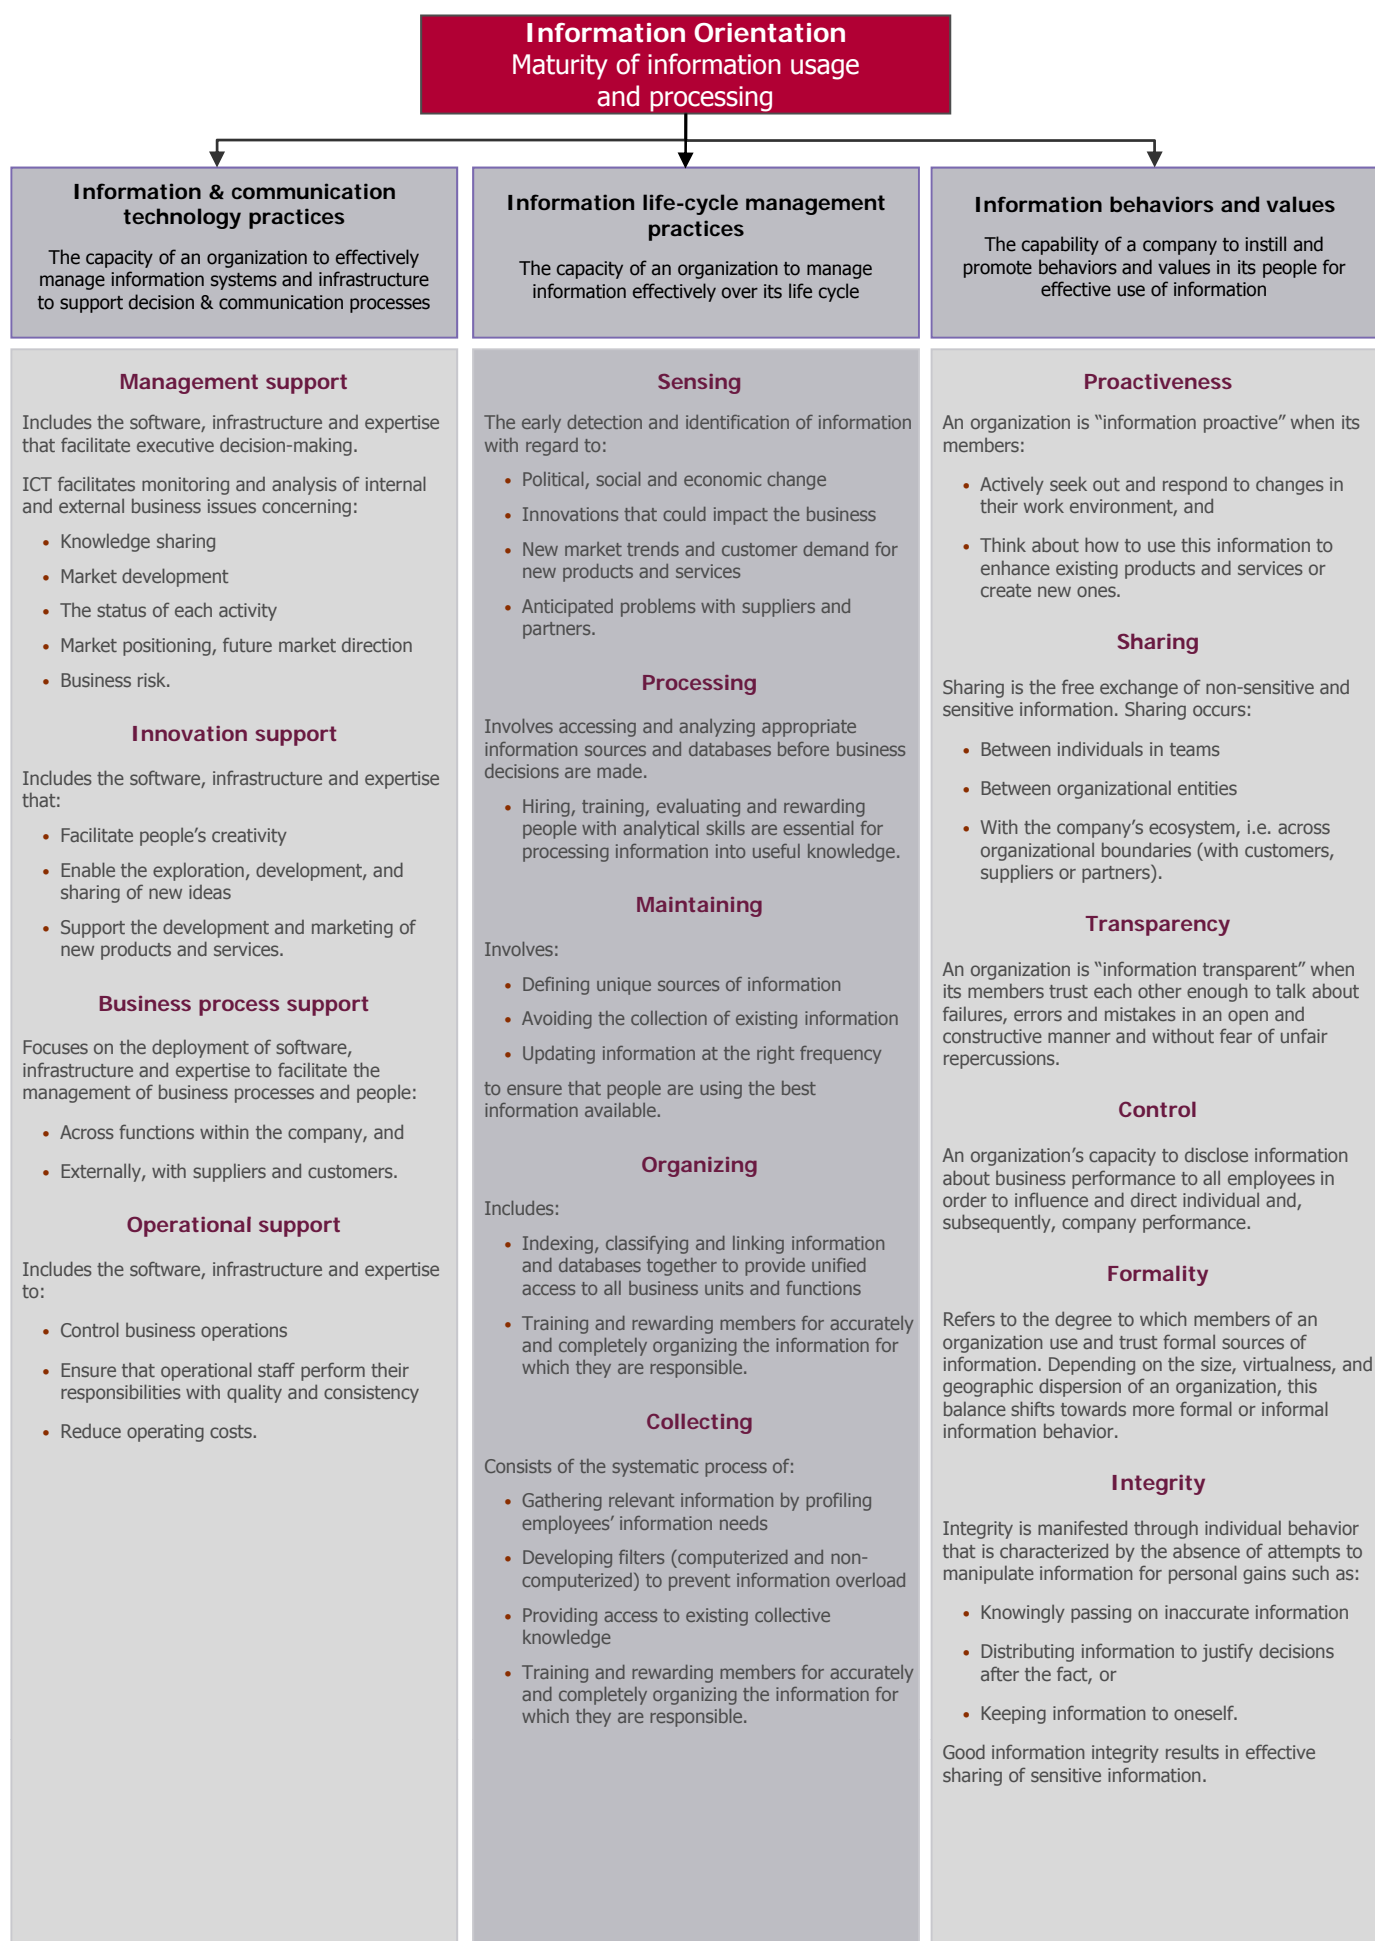 Information Orientation
Maturity of information usage
and processing
Information & communication
technology practices
The capacity of an organization to effectively
manage information systems and infrastructure
to support decision & communication processes
Information life-cycle management
practices
The capacity of an organization to manage
information effectively over its life cycle
Information behaviors and values
The capability of a company to instill and
promote behaviors and values in its people for
effective use of information
Management support
Includes the software, infrastructure and expertise
that facilitate executive decision-making.
ICT facilitates monitoring and analysis of internal
and external business issues concerning:
• Knowledge sharing
• Market development
• The status of each activity
• Market positioning, future market direction
• Business risk.
Innovation support
Includes the software, infrastructure and expertise
that:
• Facilitate people’s creativity
• Enable the exploration, development, and
sharing of new ideas
• Support the development and marketing of
new products and services.
Business process support
Focuses on the deployment of software,
infrastructure and expertise to facilitate the
management of business processes and people:
• Across functions within the company, and
• Externally, with suppliers and customers.
Operational support
Includes the software, infrastructure and expertise
to:
• Control business operations
• Ensure that operational staff perform their
responsibilities with quality and consistency
• Reduce operating costs.
Sensing
The early detection and identification of information
with regard to:
• Political, social and economic change
• Innovations that could impact the business
• New market trends and customer demand for
new products and services
• Anticipated problems with suppliers and
partners.
Processing
Involves accessing and analyzing appropriate
information sources and databases before business
decisions are made.
• Hiring, training, evaluating and rewarding
people with analytical skills are essential for
processing information into useful knowledge.
Maintaining
Involves:
• Defining unique sources of information
• Avoiding the collection of existing information
• Updating information at the right frequency
to ensure that people are using the best
information available.
Organizing
Includes:
• Indexing, classifying and linking information
and databases together to provide unified
access to all business units and functions
• Training and rewarding members for accurately
and completely organizing the information for
which they are responsible.
Collecting
Consists of the systematic process of:
• Gathering relevant information by profiling
employees’ information needs
• Developing filters (computerized and non-
computerized) to prevent information overload
• Providing access to existing collective
knowledge
• Training and rewarding members for accurately
and completely organizing the information for
which they are responsible.
Proactiveness
An organization is “information proactive” when its
members:
• Actively seek out and respond to changes in
their work environment, and
• Think about how to use this information to
enhance existing products and services or
create new ones.
Sharing
Sharing is the free exchange of non-sensitive and
sensitive information. Sharing occurs:
• Between individuals in teams
• Between organizational entities
• With the company’s ecosystem, i.e. across
organizational boundaries (with customers,
suppliers or partners).
Transparency
An organization is “information transparent” when
its members trust each other enough to talk about
failures, errors and mistakes in an open and
constructive manner and without fear of unfair
repercussions.
Control
An organization’s capacity to disclose information
about business performance to all employees in
order to influence and direct individual and,
subsequently, company performance.
Formality
Refers to the degree to which members of an
organization use and trust formal sources of
information. Depending on the size, virtualness, and
geographic dispersion of an organization, this
balance shifts towards more formal or informal
information behavior.
Integrity
Integrity is manifested through individual behavior
that is characterized by the absence of attempts to
manipulate information for personal gains such as:
• Knowingly passing on inaccurate information
• Distributing information to justify decisions
after the fact, or
• Keeping information to oneself.
Good information integrity results in effective
sharing of sensitive information.